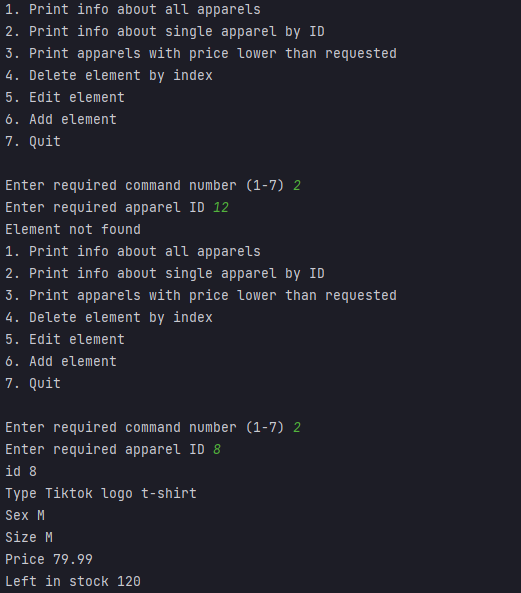 1. Print info about all apparels
2. Print info about single apparel by ID
3. Print apparels with price lower than requested
4. Delete element by index
5. Edit element
6. Add element
7. Quit
Enter required command number (1-7) 2
Enter required apparel ID 12
Element not found
1. Print info about all apparels
2. Print info about single apparel by ID
3. Print apparels with price lower than requested
4. Delete element by index
5. Edit element
6. Add element
7. Quit
Enter required command number (1-7) 2
Enter required apparel ID 8
id 8
Type Tiktok logo t-shirt
Sex M
Size M
Price 79.99
Left in stock 120